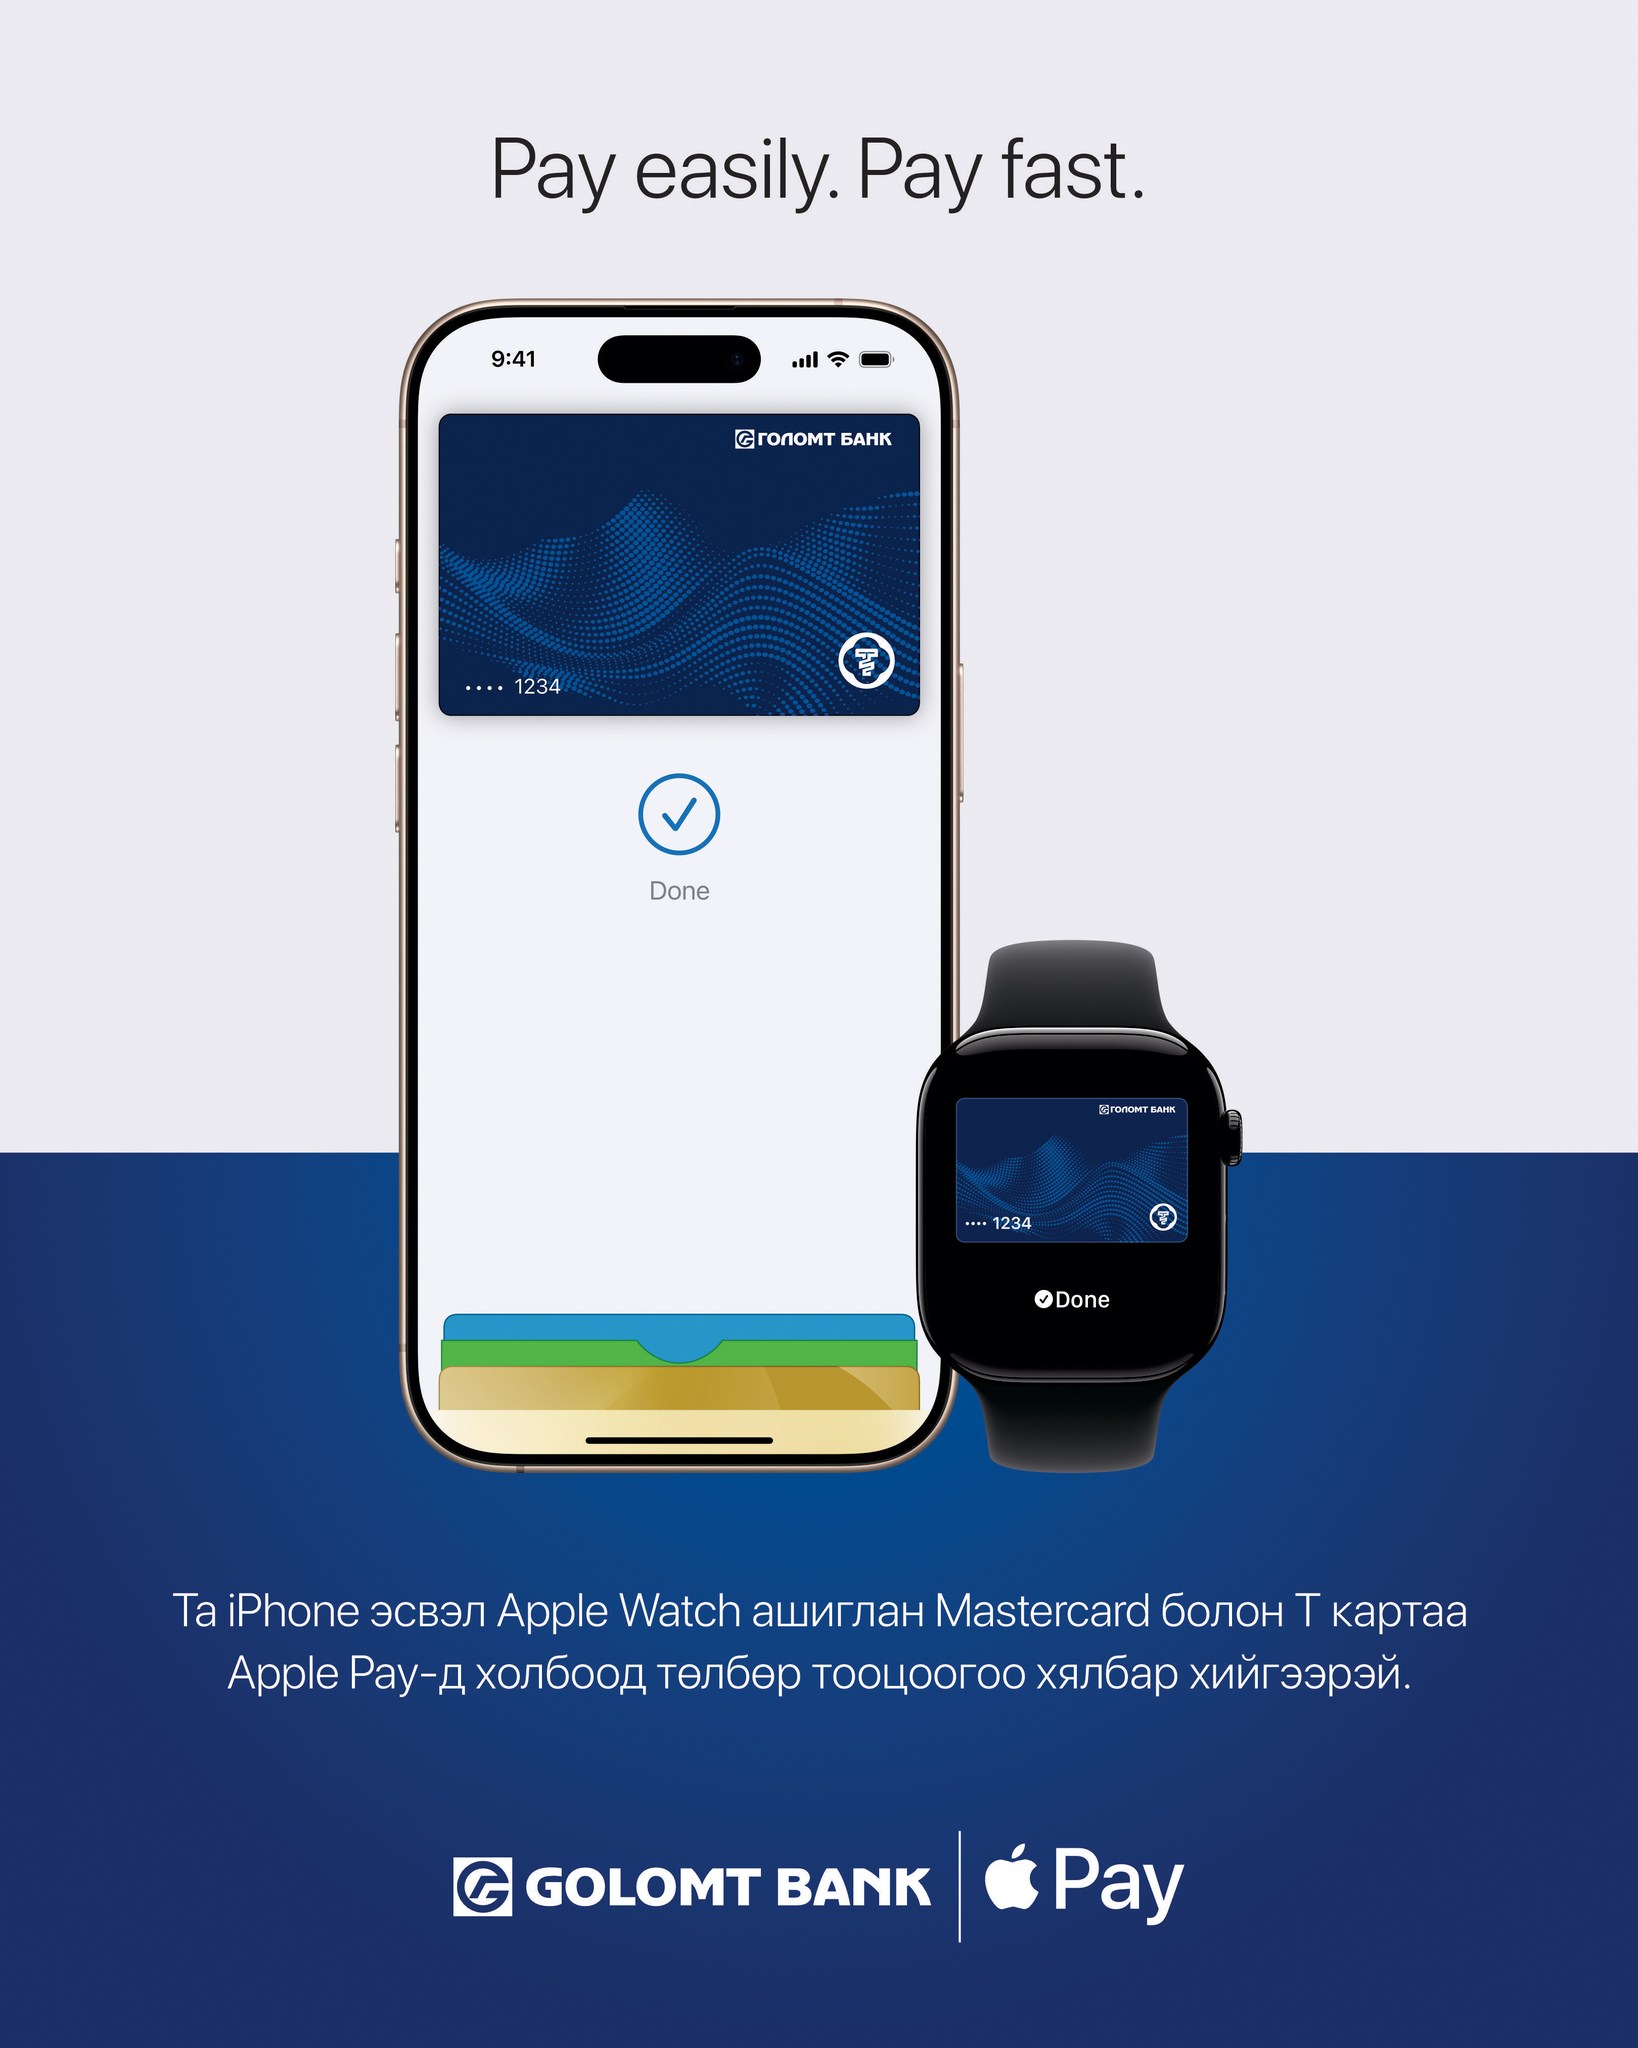 Pay easily. Pay fast.
9:41
ГОЛОМТ БАНК
•••• 1234
Done
ГОЛОМТ БАНК
•••• 1234
Done
Та iPhone эсвэл Apple Watch ашиглан Mastercard болон Т картаа
Apple Pay-д холбоод төлбөр тооцоогоо хялбар хийгээрэй.
GOLOMT BANK | Pay